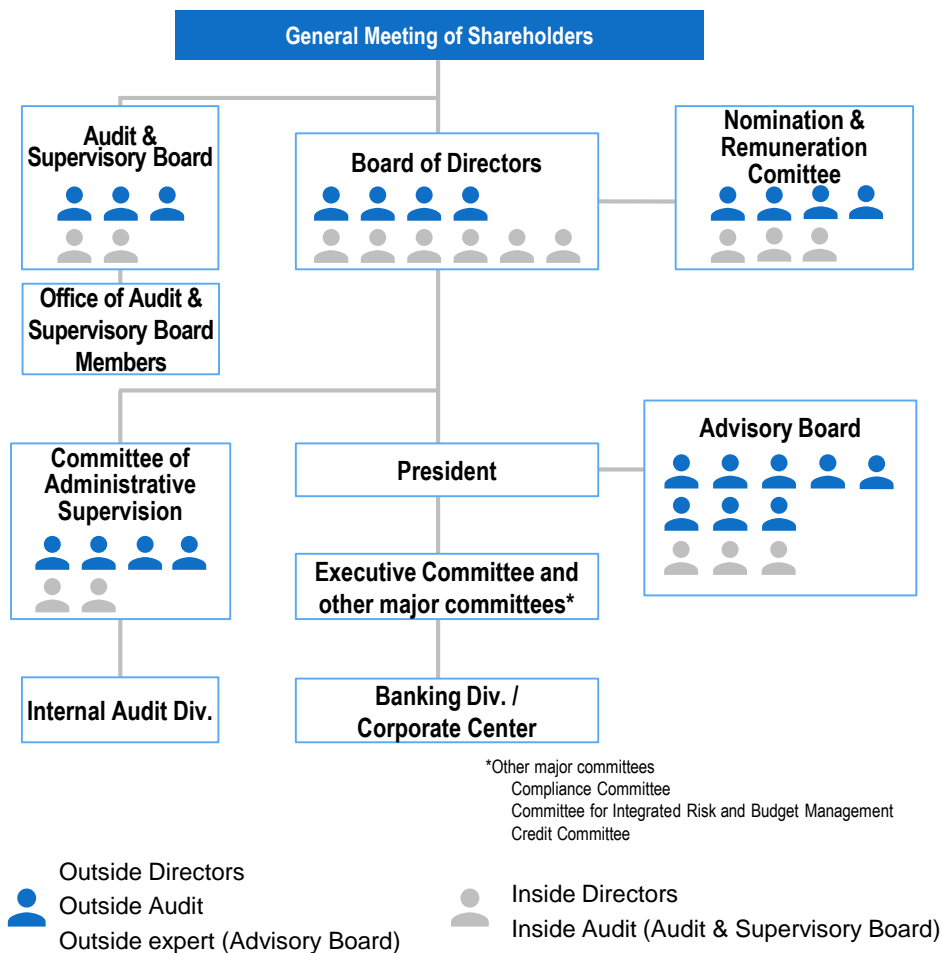 General Meeting of Shareholders
Audit &
Supervisory Board
Board of Directors
Nomination &
Remuneration
Comittee
Office of Audit &
Supervisory Board
Members
Committee of
Administrative
Supervision
President
Advisory Board
Executive Committee and
other major committees*
Internal Audit Div.
Banking Div. /
Corporate Center
*Other major committees
Compliance Committee
Committee for Integrated Risk and Budget Management
Credit Committee
Outside Directors
Outside Audit
Outside expert (Advisory Board)
Inside Directors
Inside Audit (Audit & Supervisory Board)